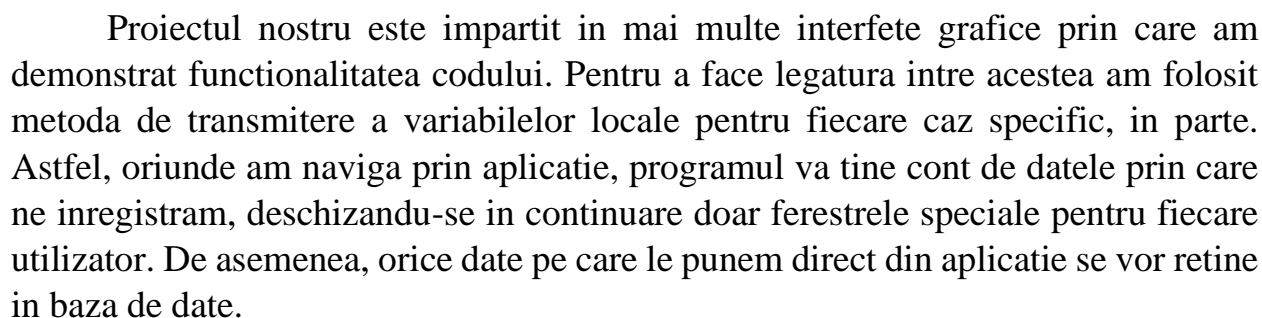 Proiectul nostru este impartit in mai multe interfete grafice prin care am
demonstrat functionalitatea codului. Pentru a face legatura intre acestea am folosit
metoda de transmitere a variabilelor locale pentru fiecare caz specific, in parte.
Astfel, oriunde am naviga prin aplicatie, programul va tine cont de datele prin care
ne inregistram, deschizandu-se in continuare doar ferestrele speciale pentru fiecare
utilizator. De asemenea, orice date pe care le punem direct din aplicatie se vor retine
in baza de date.